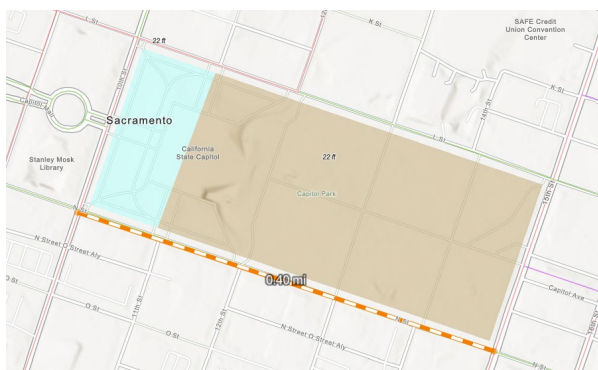 L St
K St
SAFE Credit
Union Convention
Center
22 ft
10th St
K St
14th St
Capitol Mall
Sacramento
L St
California
State Capitol
22 ft
Stanley Mosk
Library
Capitol Park
15th St
N St
N Street O Street Aly
0.40 mi
Capitol Ave
O St
11th St
12th St
N St
16th St
O St
N Street O Street Aly
O St